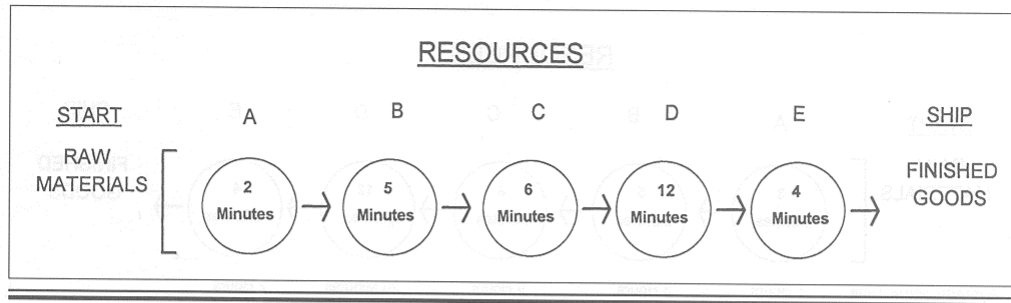 RESOURCES
START A B C D E SHIP
RAW
MATERIALS
2
Minutes
5
Minutes
6
Minutes
12
Minutes
4
Minutes
FINISHED
GOODS